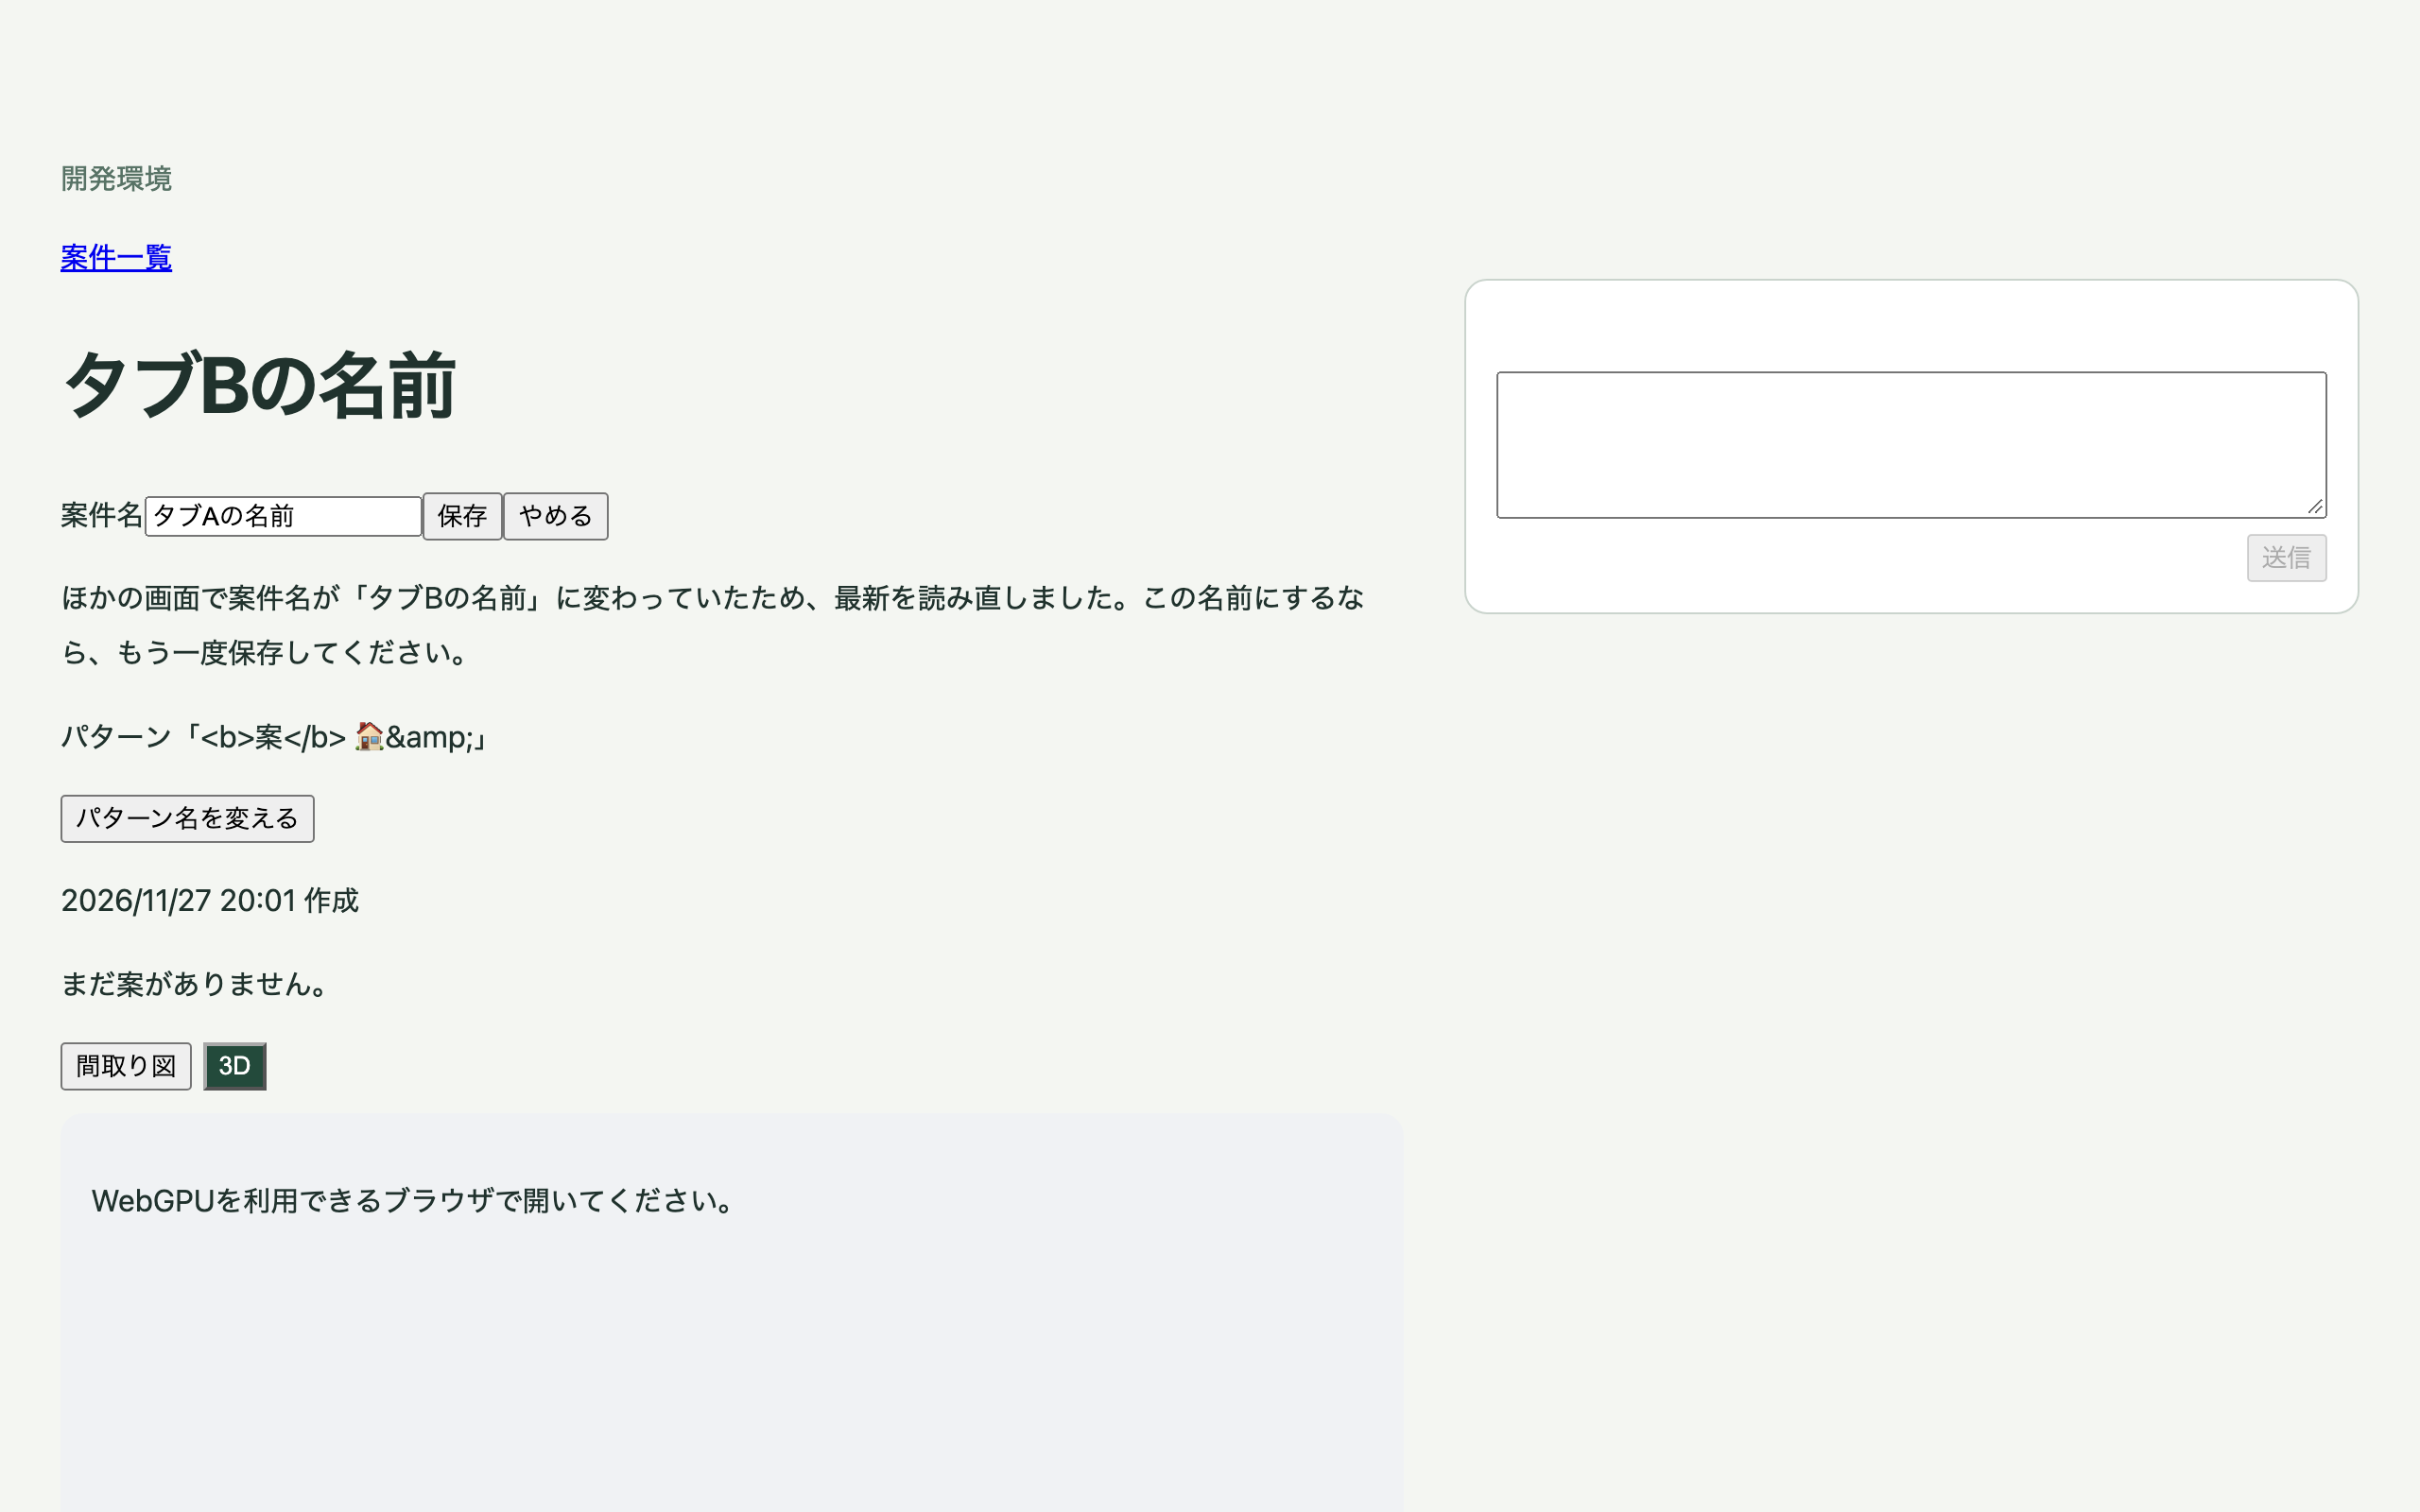 開発環境
案件一覧
タブBの名前
案件名 タブAの名前 保存 やめる
ほかの画面で案件名が「タブBの名前」に変わっていたため、最新を読み直しました。この名前にするな
ら、もう一度保存してください。
パターン「<b>案</b> 🏠&amp;」
パターン名を変える
2026/11/27 20:01 作成
まだ案がありません。
間取り図 3D
WebGPUを利用できるブラウザで開いてください。
送信